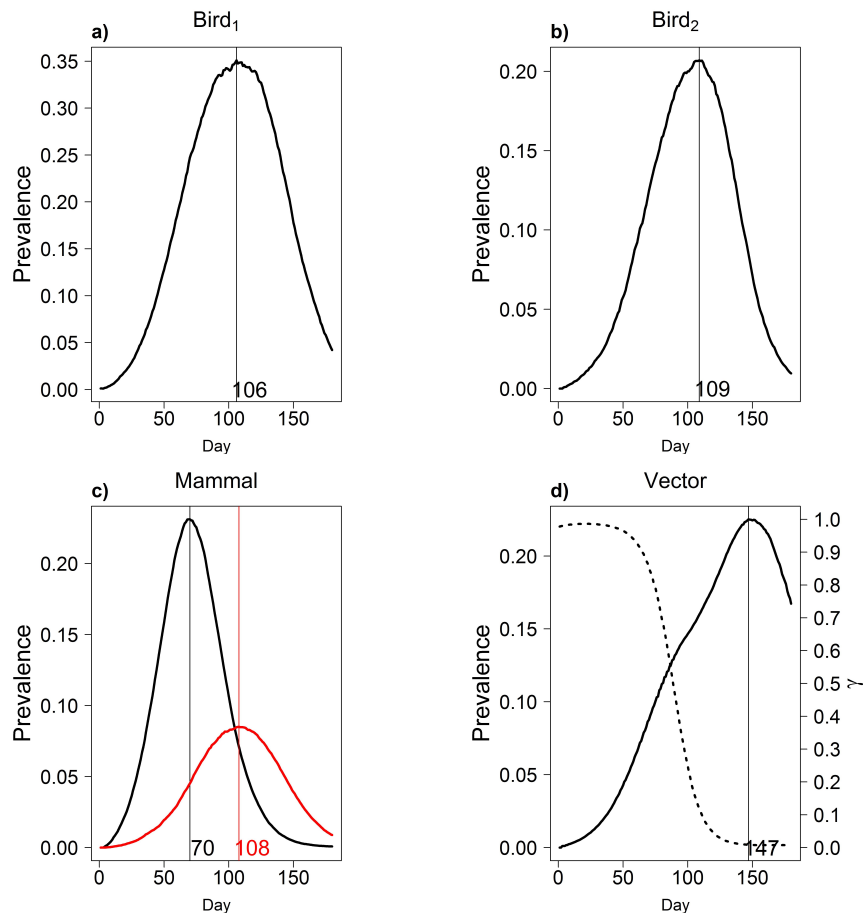 a) Bird1
Prevalence
0.35
0.30
0.25
0.20
0.15
0.10
0.05
0.00
106
0 50 100 150
Day
b) Bird2
Prevalence
0.20
0.15
0.10
0.05
0.00
109
0 50 100 150
Day
c) Mammal
Prevalence
0.20
0.15
0.10
0.05
0.00
70 108
0 50 100 150
Day
d) Vector
Prevalence
0.20
0.15
0.10
0.05
0.00
147
0 50 100 150
Day
1.0
0.9
0.8
0.7
0.6
0.5
0.4
0.3
0.2
0.1
0.0
γ